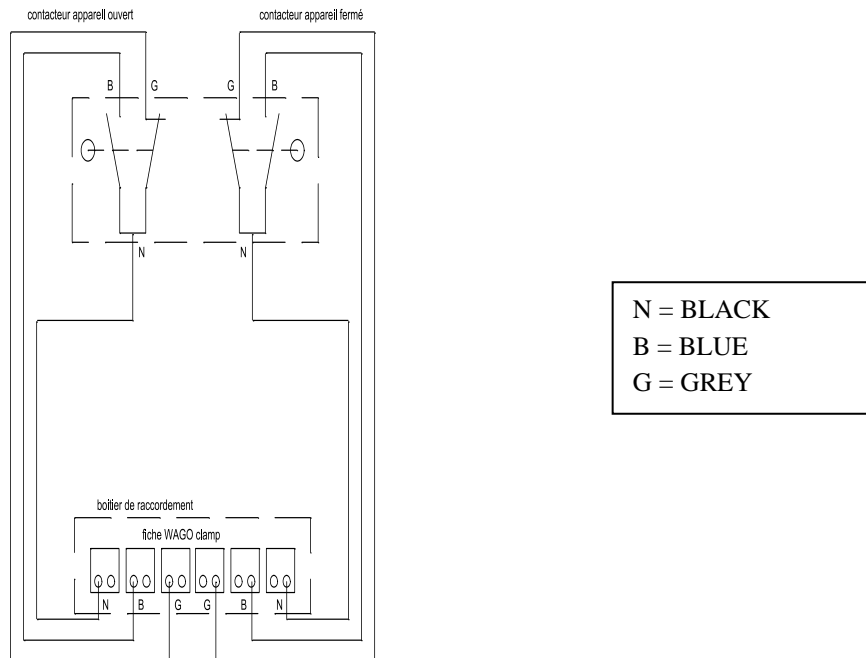 contacteur appareil ouvert
contacteur appareil fermé
B G G B
N N
N = BLACK
B = BLUE
G = GREY
boitier de raccordement
fiche WAGO clamp
N B G G B N